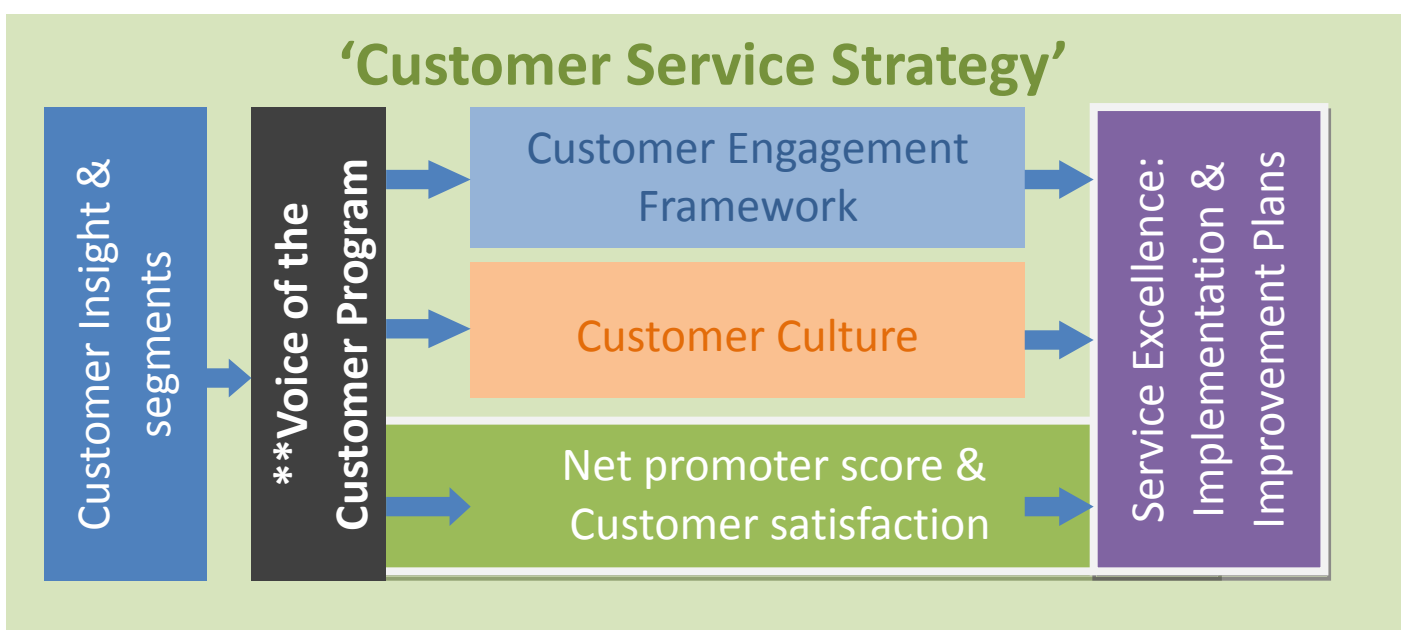 ‘Customer Service Strategy’
Customer Insight &
segments
**Voice of the
Customer Program
Customer Engagement
Framework
Customer Culture
Net promoter score &
Customer satisfaction
Service Excellence:
Implementation &
Improvement Plans